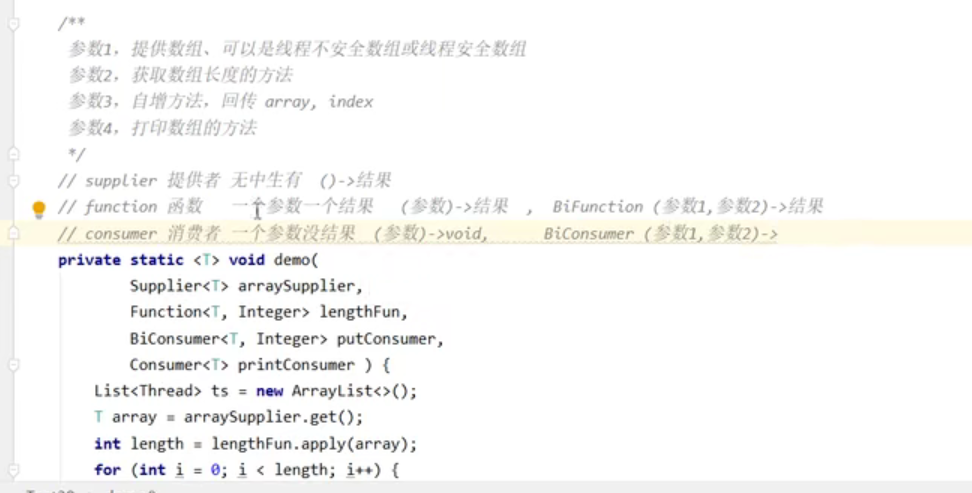 /**
参数1，提供数组、可以是线程不安全数组或线程安全数组
参数2，获取数组长度的方法
参数3，自增方法，回传 array, index
参数4，打印数组的方法
*/
// supplier 提供者 无中生有 ()->结果
// function 函数 一个参数一个结果 (参数)->结果 , BiFunction (参数1,参数2)->结果
// consumer 消费者 一个参数没结果 (参数)->void, BiConsumer (参数1,参数2)->
private static <T> void demo(
Supplier<T> arraySupplier,
Function<T, Integer> lengthFun,
BiConsumer<T, Integer> putConsumer,
Consumer<T> printConsumer ) {
List<Thread> ts = new ArrayList<>();
T array = arraySupplier.get();
int length = lengthFun.apply(array);
for (int i = 0; i < length; i++) {